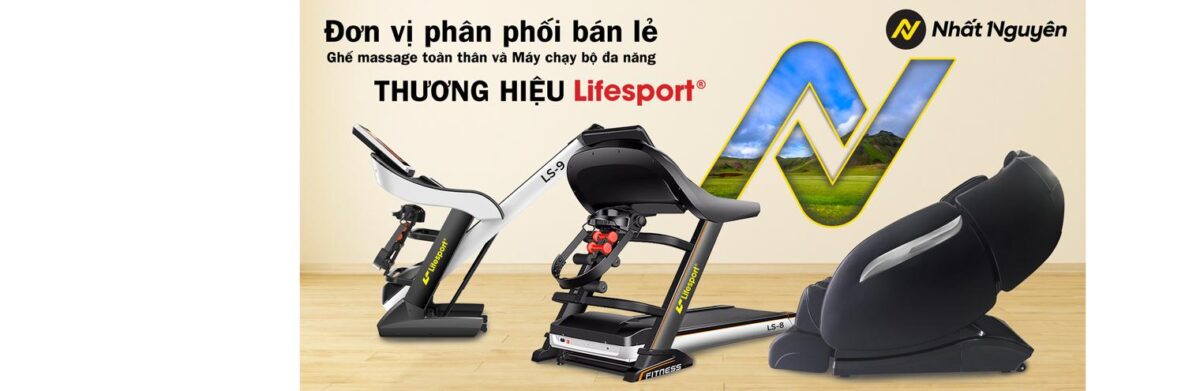 Đơn vị phân phối bán lẻ
Ghế massage toàn thân và Máy chạy bộ đa năng
THƯƠNG HIỆU Lifesport®
Nhất Nguyên
LS-9
Lifesport®
Lifesport®
LS-8
FITNESS